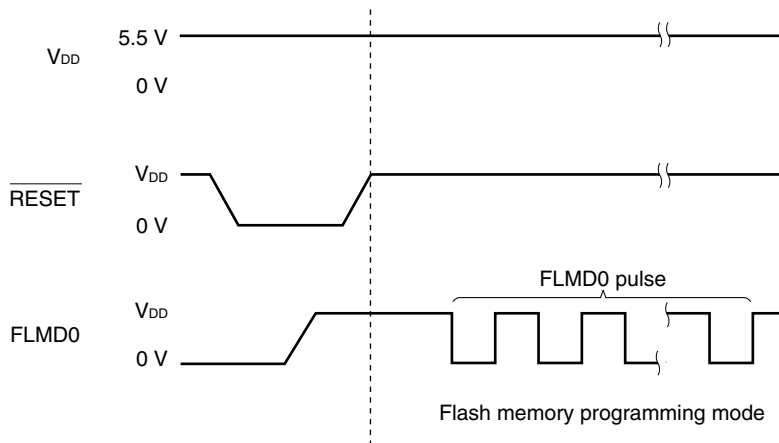 5.5 V
VDD
0 V
VDD
RESET
0 V
FLMD0 pulse
VDD
FLMD0
0 V
Flash memory programming mode